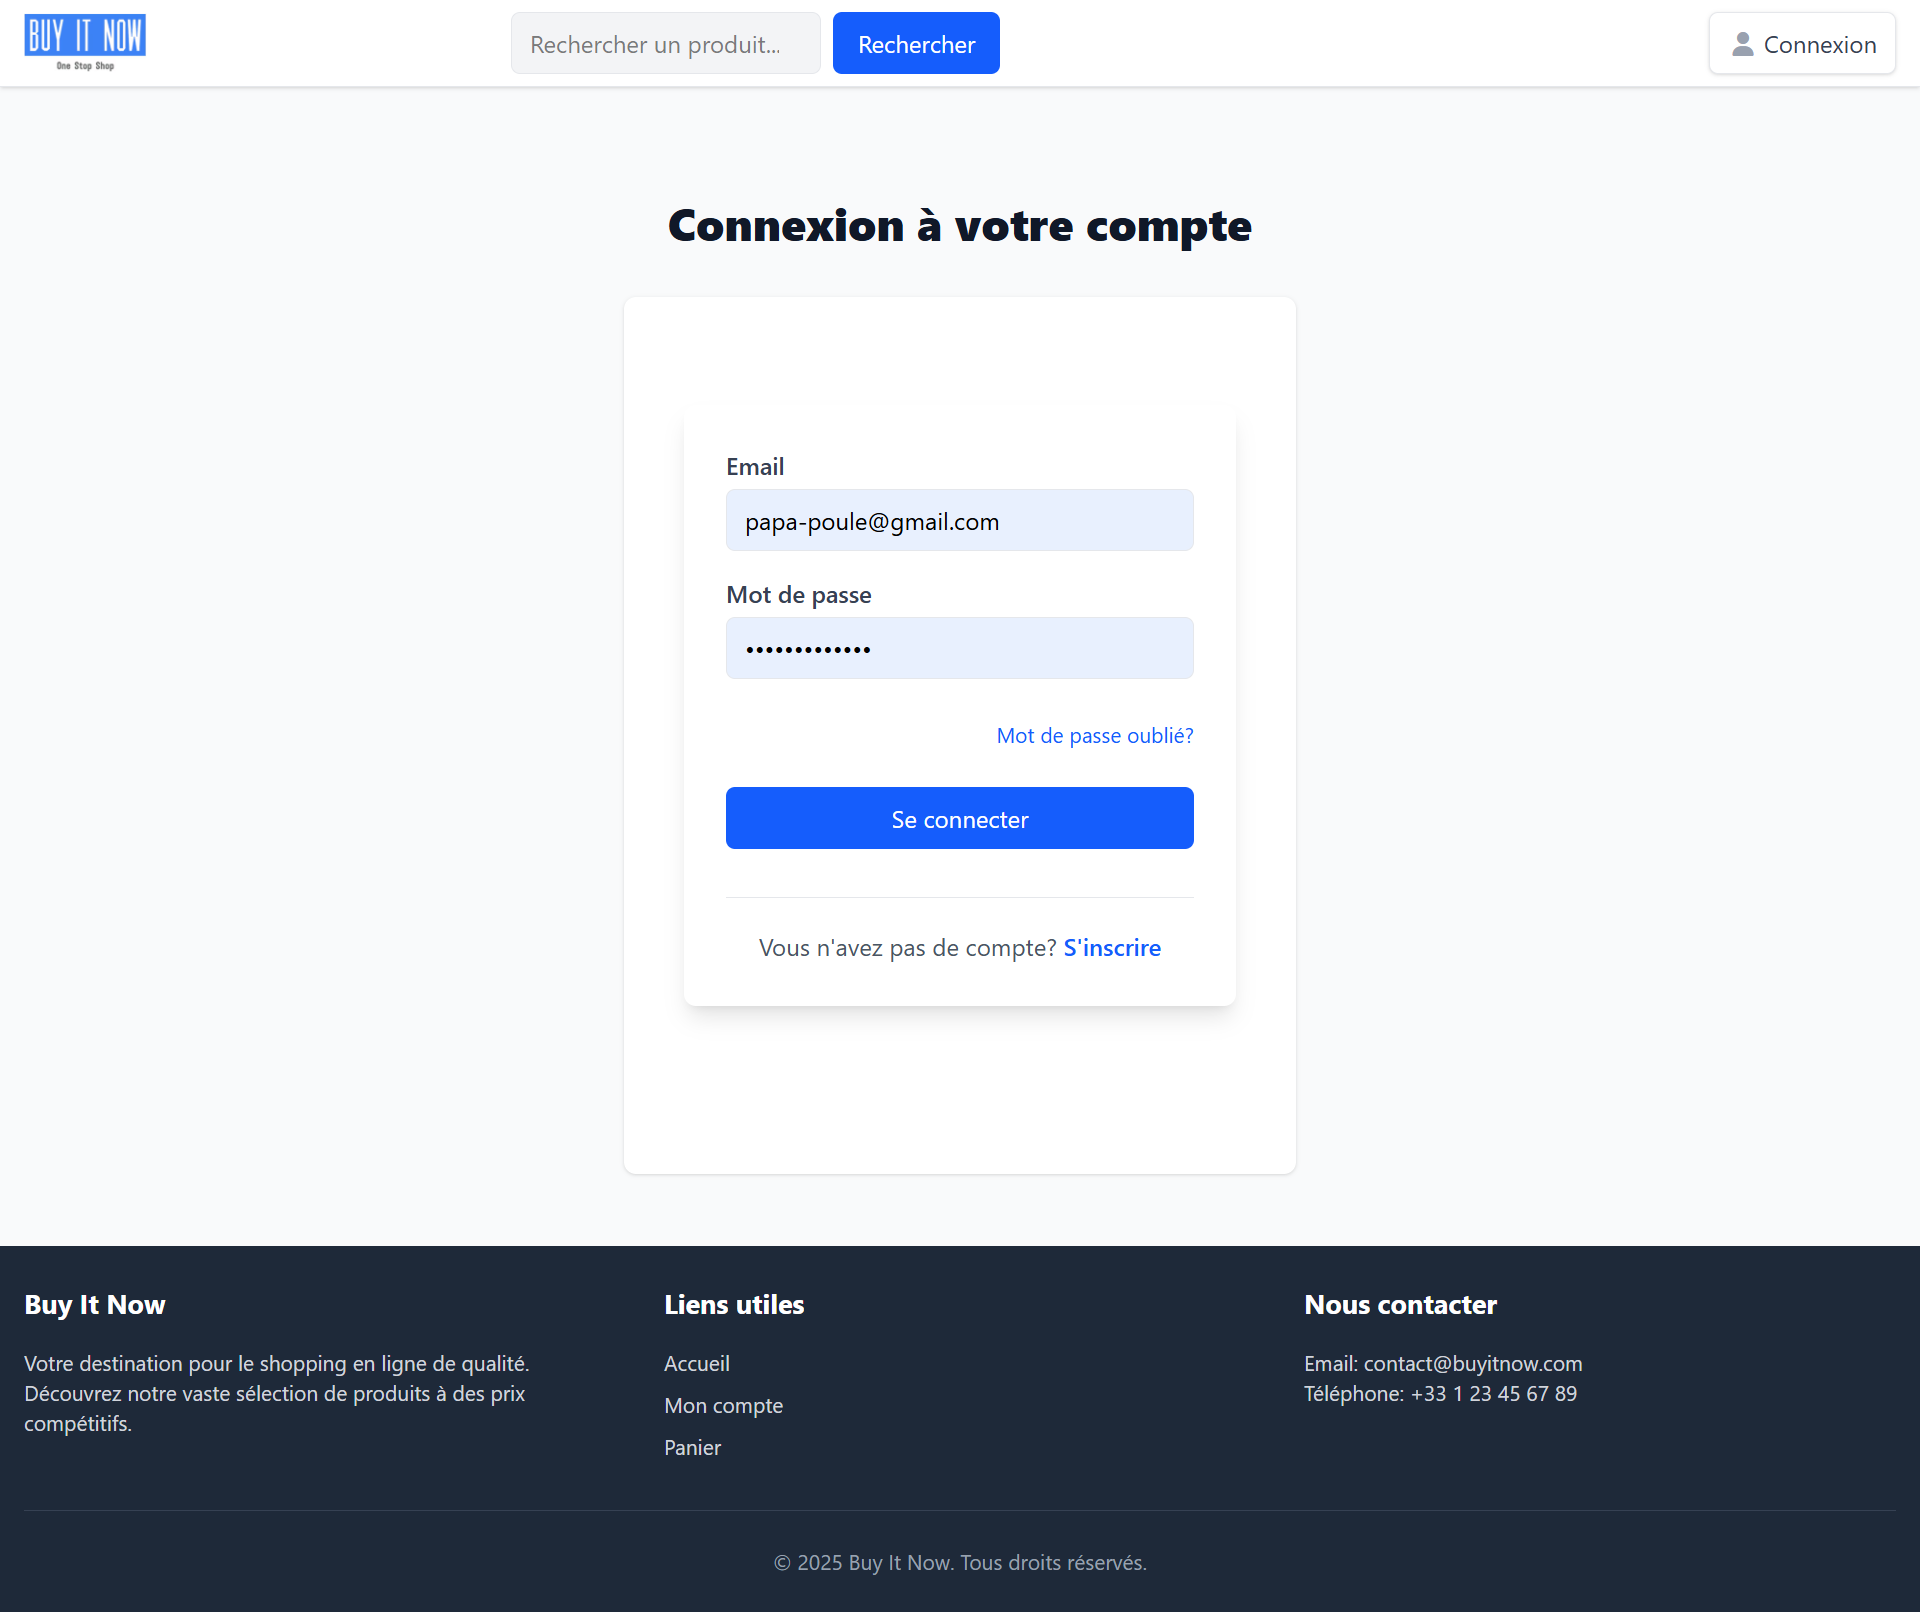 BUY IT NOW
One Stop Shop
Rechercher un produit...
Rechercher
Connexion
Connexion à votre compte
Email
papa-poule@gmail.com
Mot de passe
•••••••••••••
Mot de passe oublié?
Se connecter
Vous n'avez pas de compte? S'inscrire
Buy It Now
Votre destination pour le shopping en ligne de qualité.
Découvrez notre vaste sélection de produits à des prix
compétitifs.
Liens utiles
Accueil
Mon compte
Panier
Nous contacter
Email: contact@buyitnow.com
Téléphone: +33 1 23 45 67 89
© 2025 Buy It Now. Tous droits réservés.